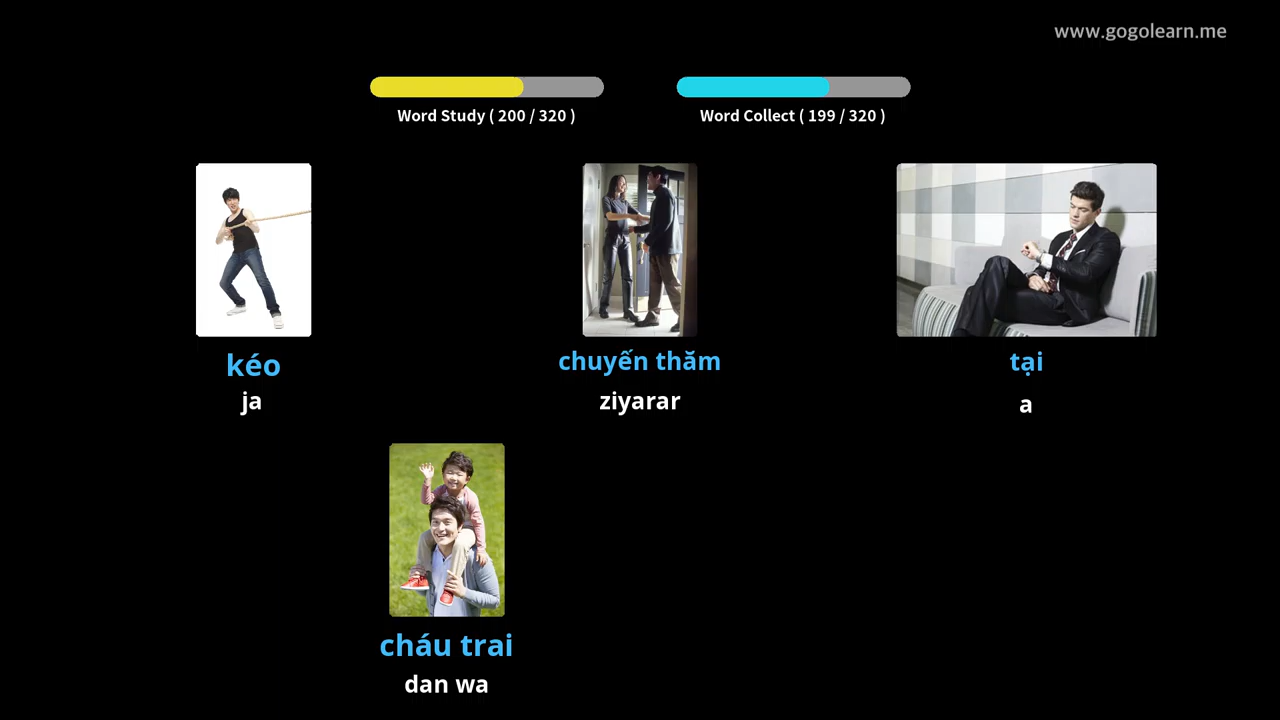 www.gogolearn.me
Word Study ( 200 / 320 )
Word Collect ( 199 / 320 )
kéo
ja
chuyến thăm
ziyarar
tại
a
cháu trai
dan wa